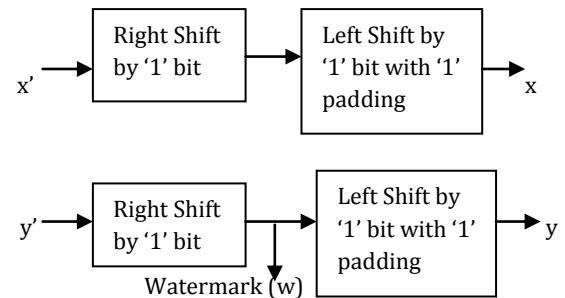 Right Shift
by ‘1’ bit
Left Shift by
‘1’ bit with ‘1’
padding
x’
x
Right Shift
by ‘1’ bit
Left Shift by
‘1’ bit with ‘1’
padding
y’
y
Watermark (w)